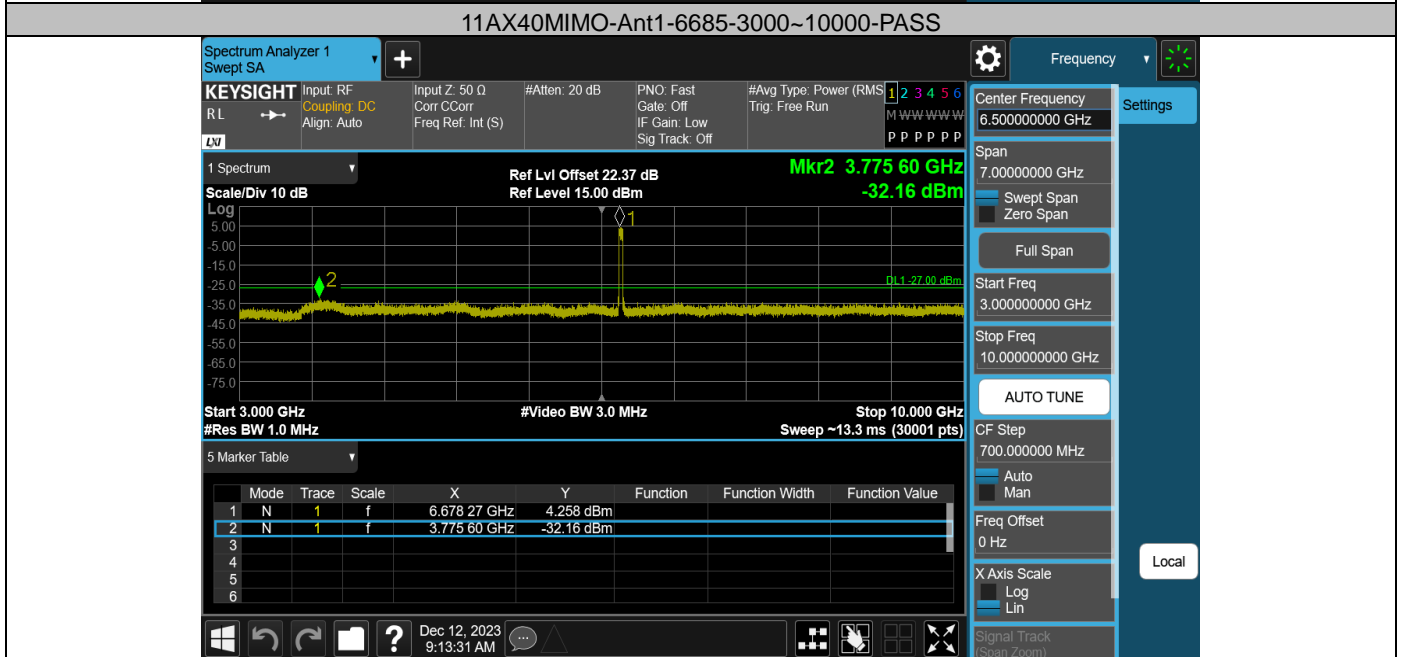 11AX40MIMO-Ant1-6685-3000~10000-PASS
Spectrum Analyzer 1
Swept SA
Frequency
KEYSIGHT
RL
LXI
Input: RF
Coupling: DC
Align: Auto
Input Z: 50 Ω
Corr CCorr
Freq Ref: Int (S)
#Atten: 20 dB
PNO: Fast
Gate: Off
IF Gain: Low
Sig Track: Off
#Avg Type: Power (RMS
Trig: Free Run
1 2 3 4 5 6
M W W W W W
P P P P P P
1 Spectrum
Scale/Div 10 dB
Ref Lvl Offset 22.37 dB
Ref Level 15.00 dBm
Mkr2 3.775 60 GHz
-32.16 dBm
Log
5.00
-5.00
-15.0
-25.0
-35.0
-45.0
-55.0
-65.0
-75.0
1
2
DL1 -27.00 dBm
Start 3.000 GHz
#Res BW 1.0 MHz
#Video BW 3.0 MHz
Stop 10.000 GHz
Sweep ~13.3 ms (30001 pts)
5 Marker Table
Mode Trace Scale X Y Function Function Width Function Value
1 N 1 f 6.678 27 GHz 4.258 dBm
2 N 1 f 3.775 60 GHz -32.16 dBm
3
4
5
6
?
Dec 12, 2023
9:13:31 AM
Center Frequency
6.500000000 GHz
Settings
Span
7.00000000 GHz
Swept Span
Zero Span
Full Span
Start Freq
3.000000000 GHz
Stop Freq
10.000000000 GHz
AUTO TUNE
CF Step
700.000000 MHz
Auto
Man
Freq Offset
0 Hz
Local
X Axis Scale
Log
Lin
Signal Track
(Span Zoom)